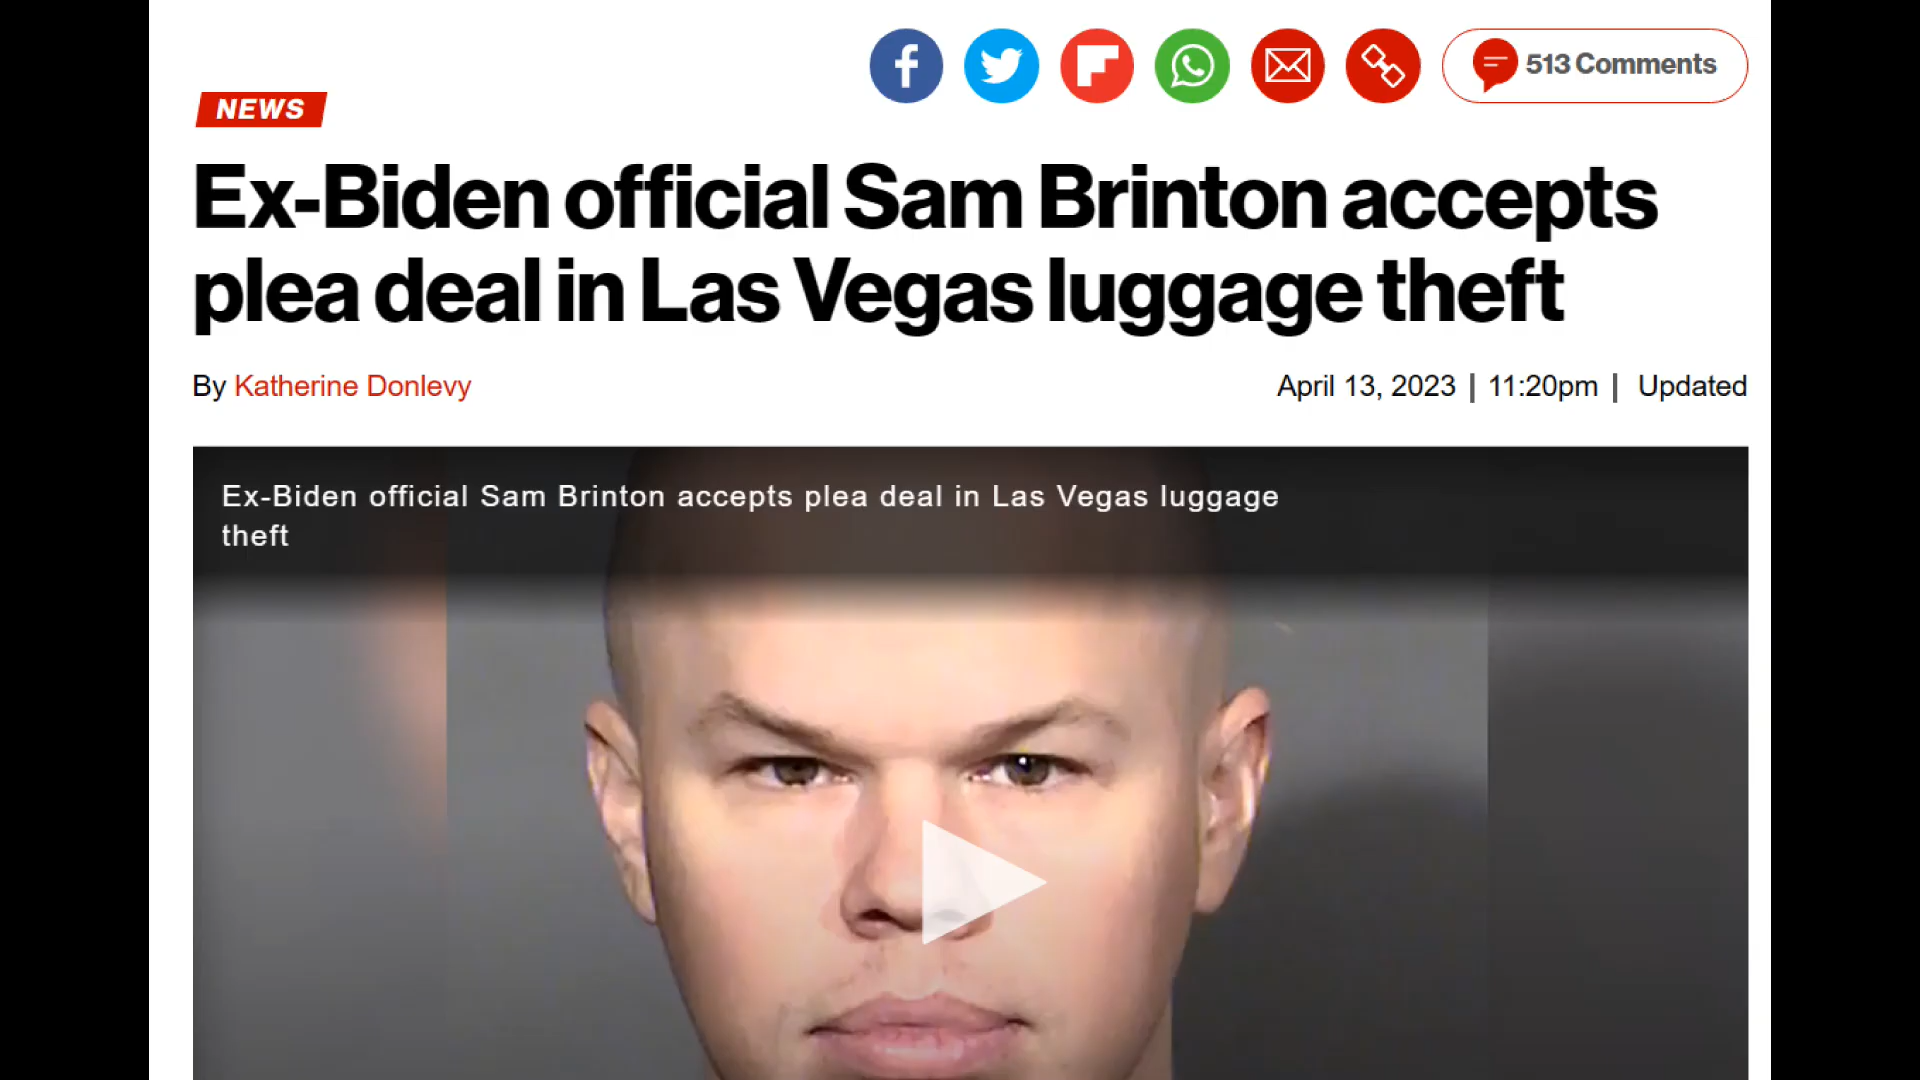 513 Comments
NEWS
Ex-Biden official Sam Brinton accepts
plea deal in Las Vegas luggage theft
By Katherine Donlevy
April 13, 2023 | 11:20pm | Updated
Ex-Biden official Sam Brinton accepts plea deal in Las Vegas luggage
theft